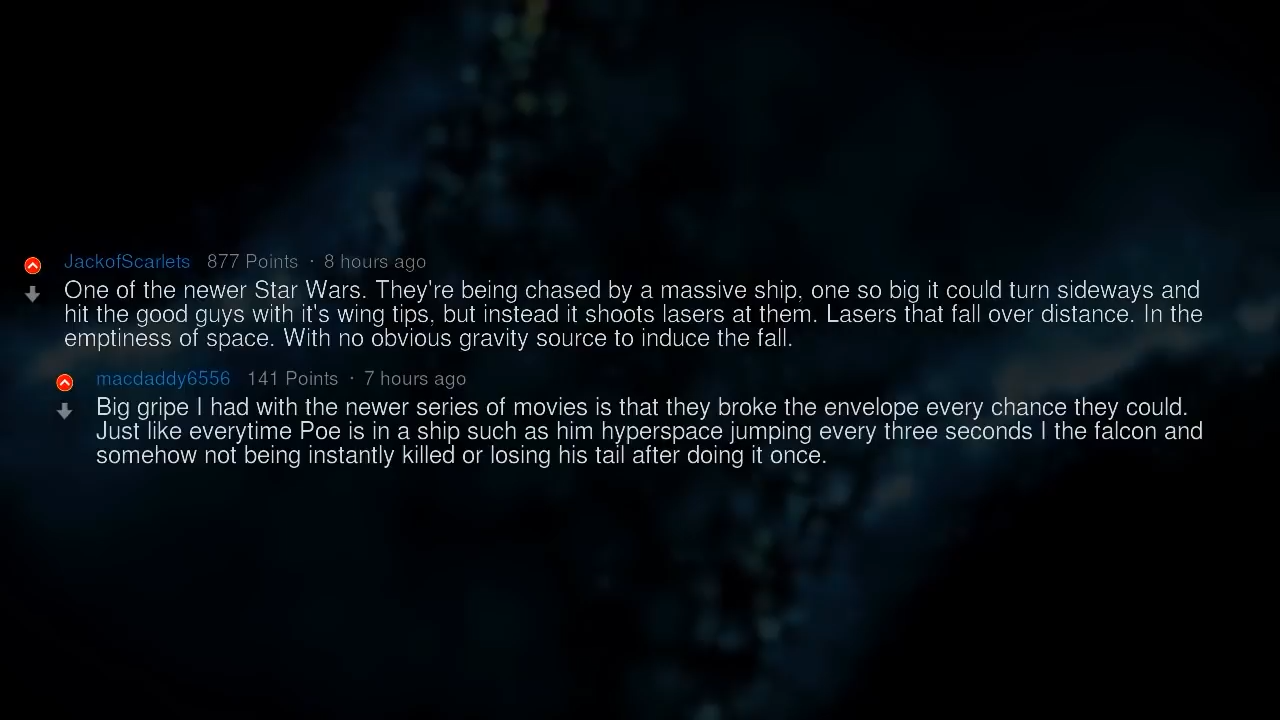 JackofScarlets 877 Points · 8 hours ago
One of the newer Star Wars. They're being chased by a massive ship, one so big it could turn sideways and
hit the good guys with it's wing tips, but instead it shoots lasers at them. Lasers that fall over distance. In the
emptiness of space. With no obvious gravity source to induce the fall.
macdaddy6556 141 Points · 7 hours ago
Big gripe I had with the newer series of movies is that they broke the envelope every chance they could.
Just like everytime Poe is in a ship such as him hyperspace jumping every three seconds I the falcon and
somehow not being instantly killed or losing his tail after doing it once.